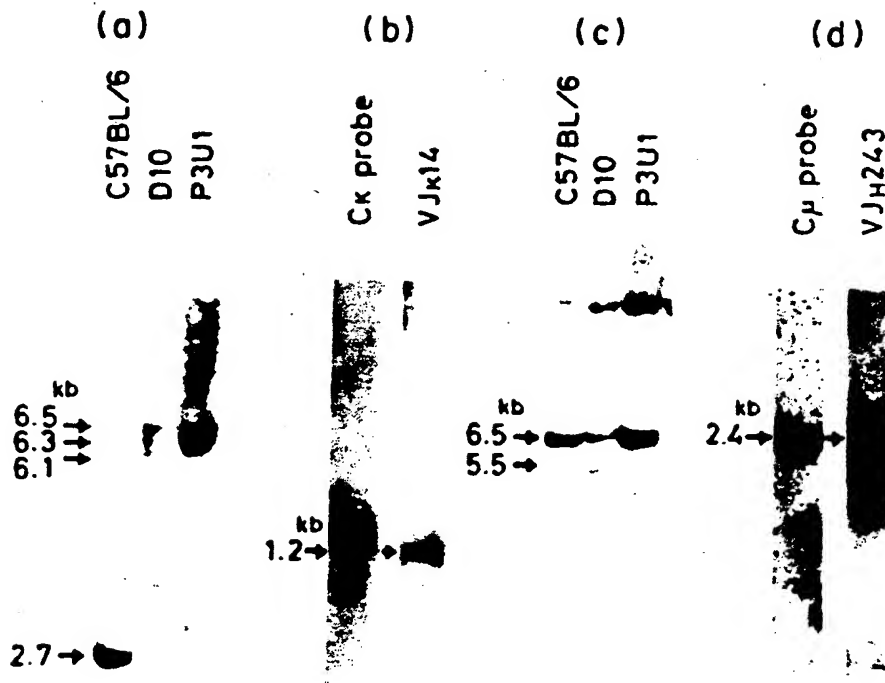 (a)
C57BL/6
D10
P3U1
kb
6.5→
6.3→
6.1→
2.7→
(b)
Cκ probe
VJκ14
kb
1.2→
(c)
C57BL/6
D10
P3U1
kb
6.5→
5.5→
(d)
Cμ probe
VJH243
kb
2.4→